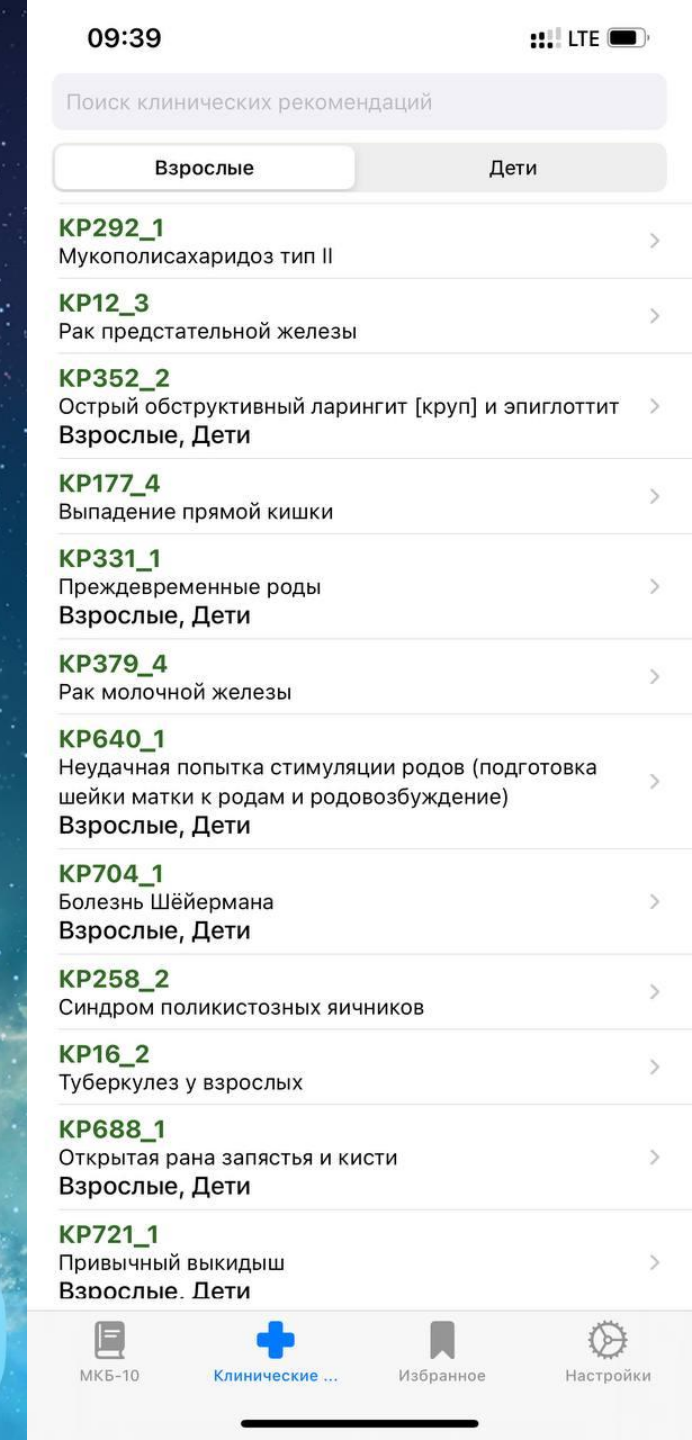 09:39
LTE
Поиск клинических рекомендаций
Взрослые
Дети
КР292_1
Мукополисахаридоз тип II
КР12_3
Рак предстательной железы
КР352_2
Острый обструктивный ларингит [круп] и эпиглоттит
Взрослые, Дети
КР177_4
Выпадение прямой кишки
КР331_1
Преждевременные роды
Взрослые, Дети
КР379_4
Рак молочной железы
КР640_1
Неудачная попытка стимуляции родов (подготовка
шейки матки к родам и родовозбуждение)
Взрослые, Дети
КР704_1
Болезнь Шёйермана
Взрослые, Дети
КР258_2
Синдром поликистозных яичников
КР16_2
Туберкулез у взрослых
КР688_1
Открытая рана запястья и кисти
Взрослые, Дети
КР721_1
Привычный выкидыш
Взрослые, Дети
МКБ-10
Клинические ...
Избранное
Настройки